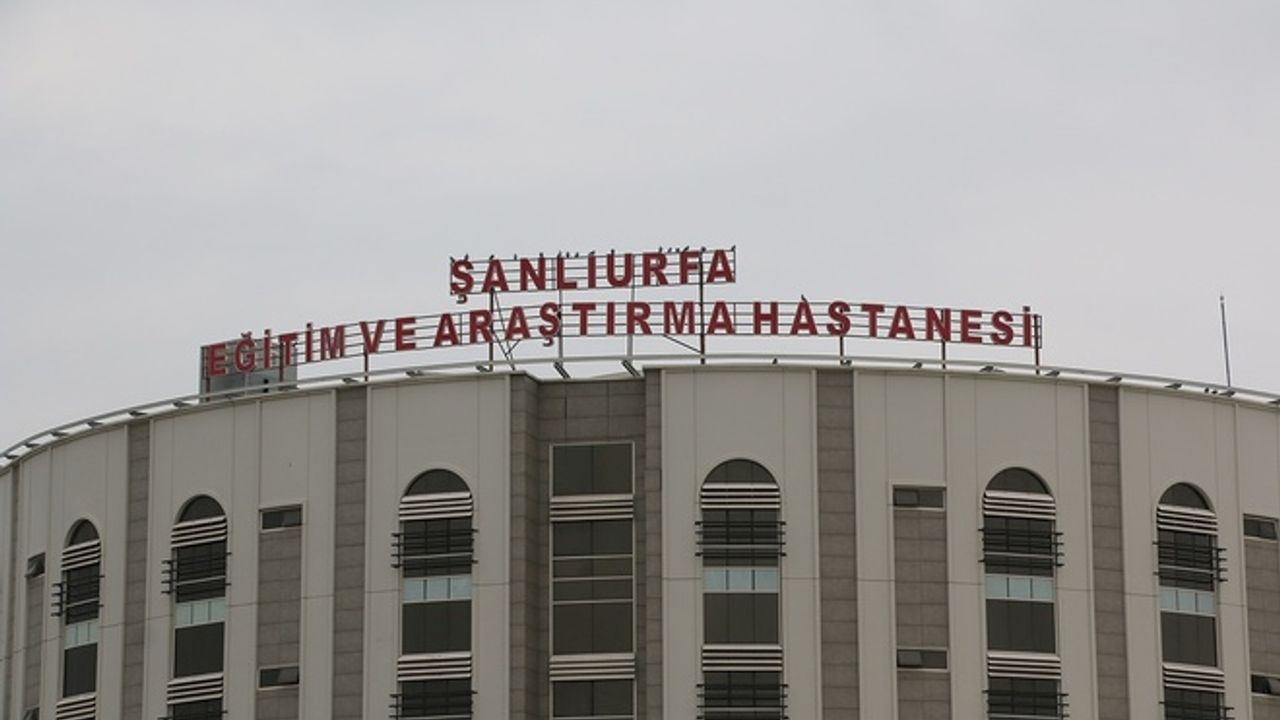 ŞANLIURFA
EĞİTİM VE ARAŞTIRMA HASTANESİ